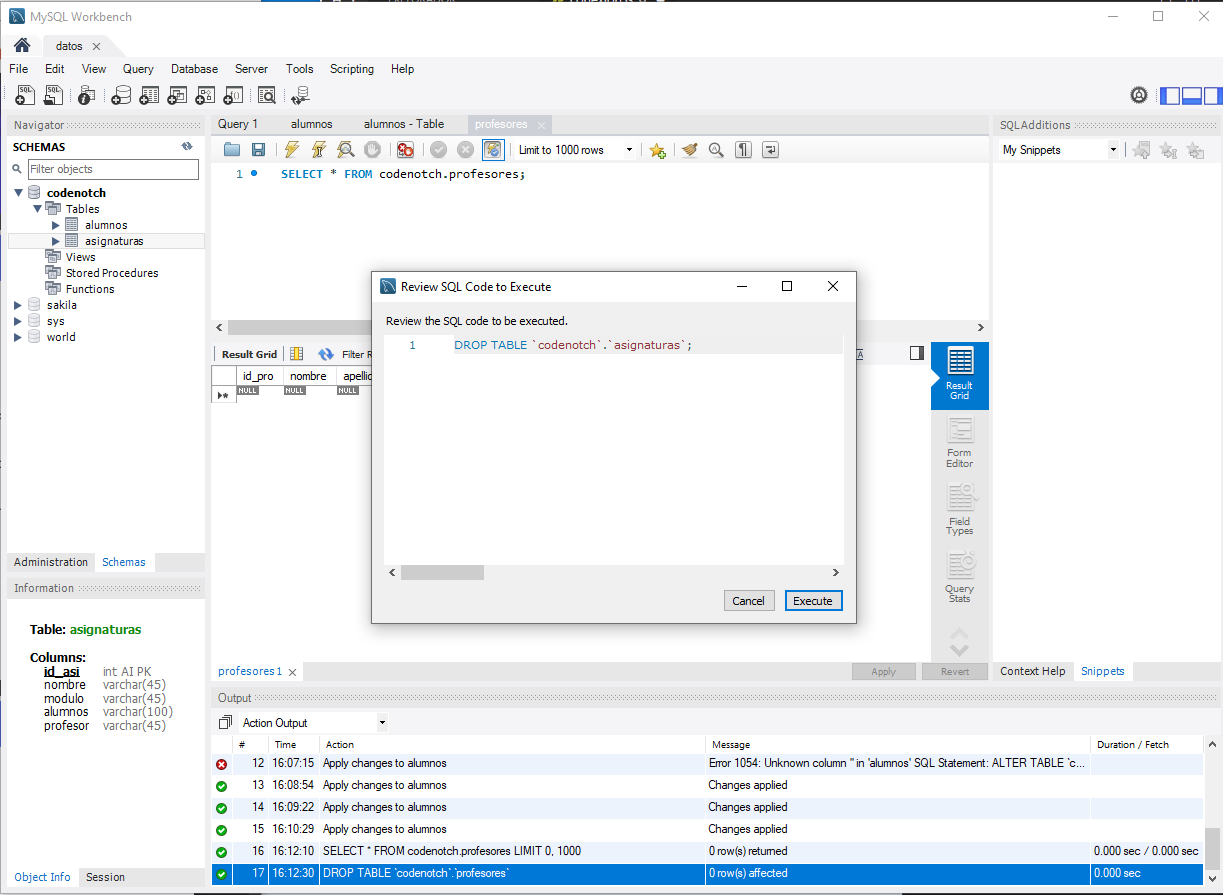 MySQL Workbench
datos
File Edit View Query Database Server Tools Scripting Help
Navigator
SCHEMAS
Filter objects
codenotch
Tables
alumnos
asignaturas
Views
Stored Procedures
Functions
sakila
sys
world
Administration Schemas
Information
Table: asignaturas
Columns:
id_asi int AI PK
nombre varchar(45)
modulo varchar(45)
alumnos varchar(100)
profesor varchar(45)
Object Info Session
Query 1 alumnos alumnos - Table profesores
Limit to 1000 rows
1 SELECT * FROM codenotch.profesores;
Result Grid Filter R
id_pro nombre apellid
NULL NULL NULL
Review SQL Code to Execute
Review the SQL code to be executed.
1 DROP TABLE `codenotch`.`asignaturas`;
Cancel Execute
Result
Grid
Form
Editor
Field
Types
Query
Stats
profesores 1 Apply Revert
SQLAdditions
My Snippets
Context Help Snippets
Output
Action Output
# Time Action Message Duration / Fetch
12 16:07:15 Apply changes to alumnos Error 1054: Unknown column '' in 'alumnos' SQL Statement: ALTER TABLE `c...
13 16:08:54 Apply changes to alumnos Changes applied
14 16:09:22 Apply changes to alumnos Changes applied
15 16:10:29 Apply changes to alumnos Changes applied
16 16:12:10 SELECT * FROM codenotch.profesores LIMIT 0, 1000 0 row(s) returned 0.000 sec / 0.000 sec
17 16:12:30 DROP TABLE `codenotch`.`profesores` 0 row(s) affected 0.000 sec